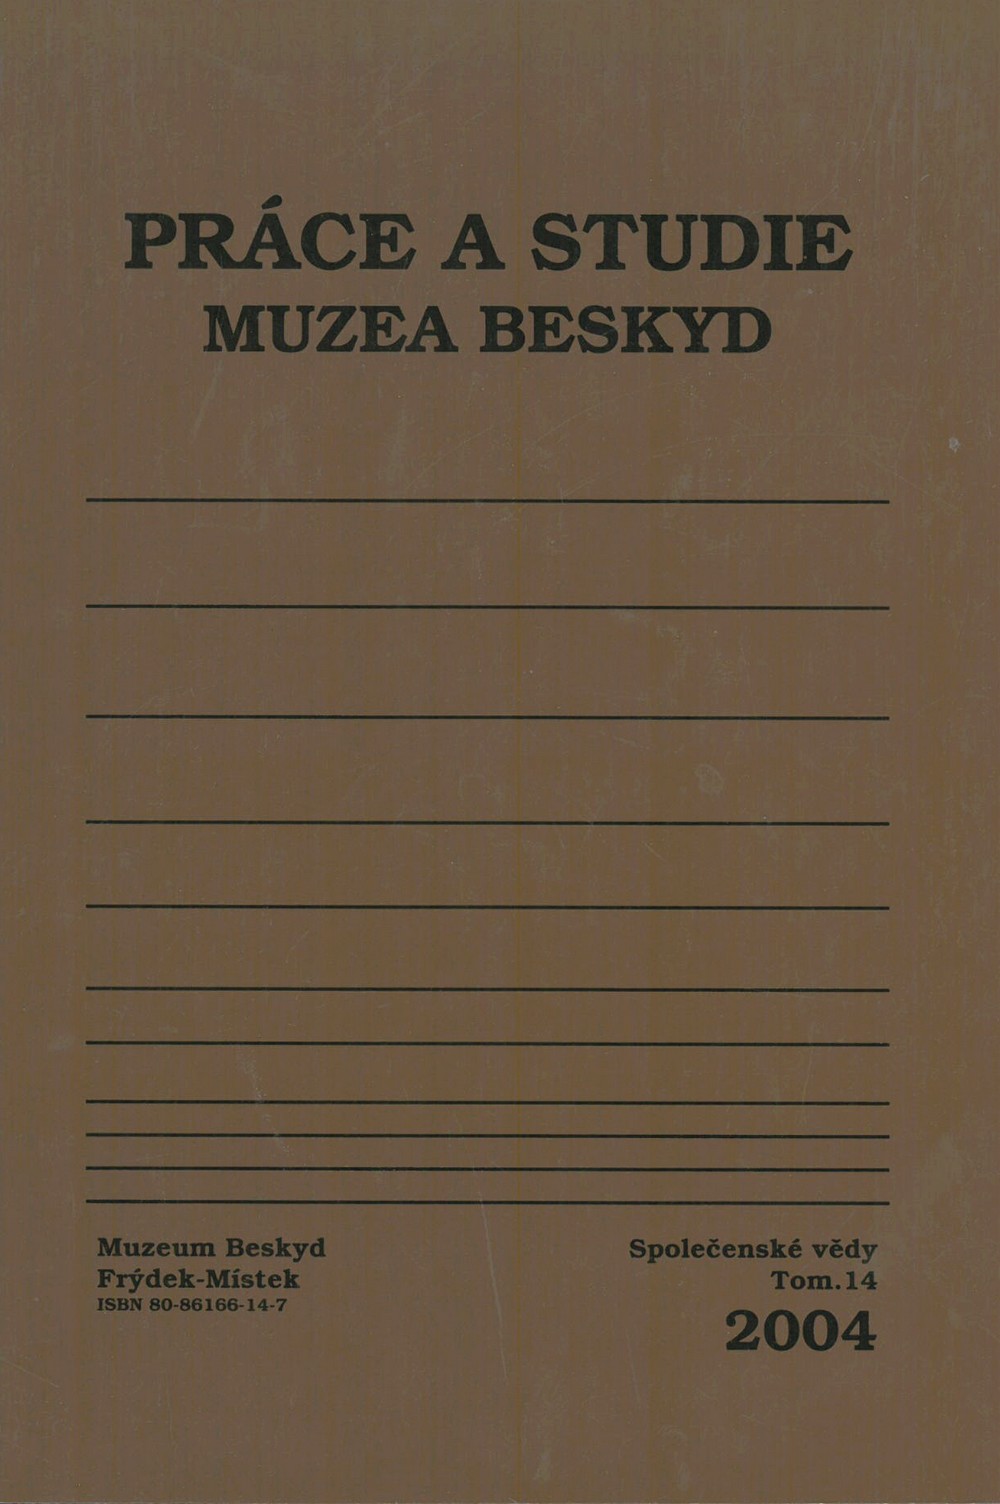 PRÁCE A STUDIE
MUZEA BESKYD
Muzeum Beskyd
Frýdek-Místek
ISBN 80-86166-14-7
Společenské vědy
Tom.14
2004